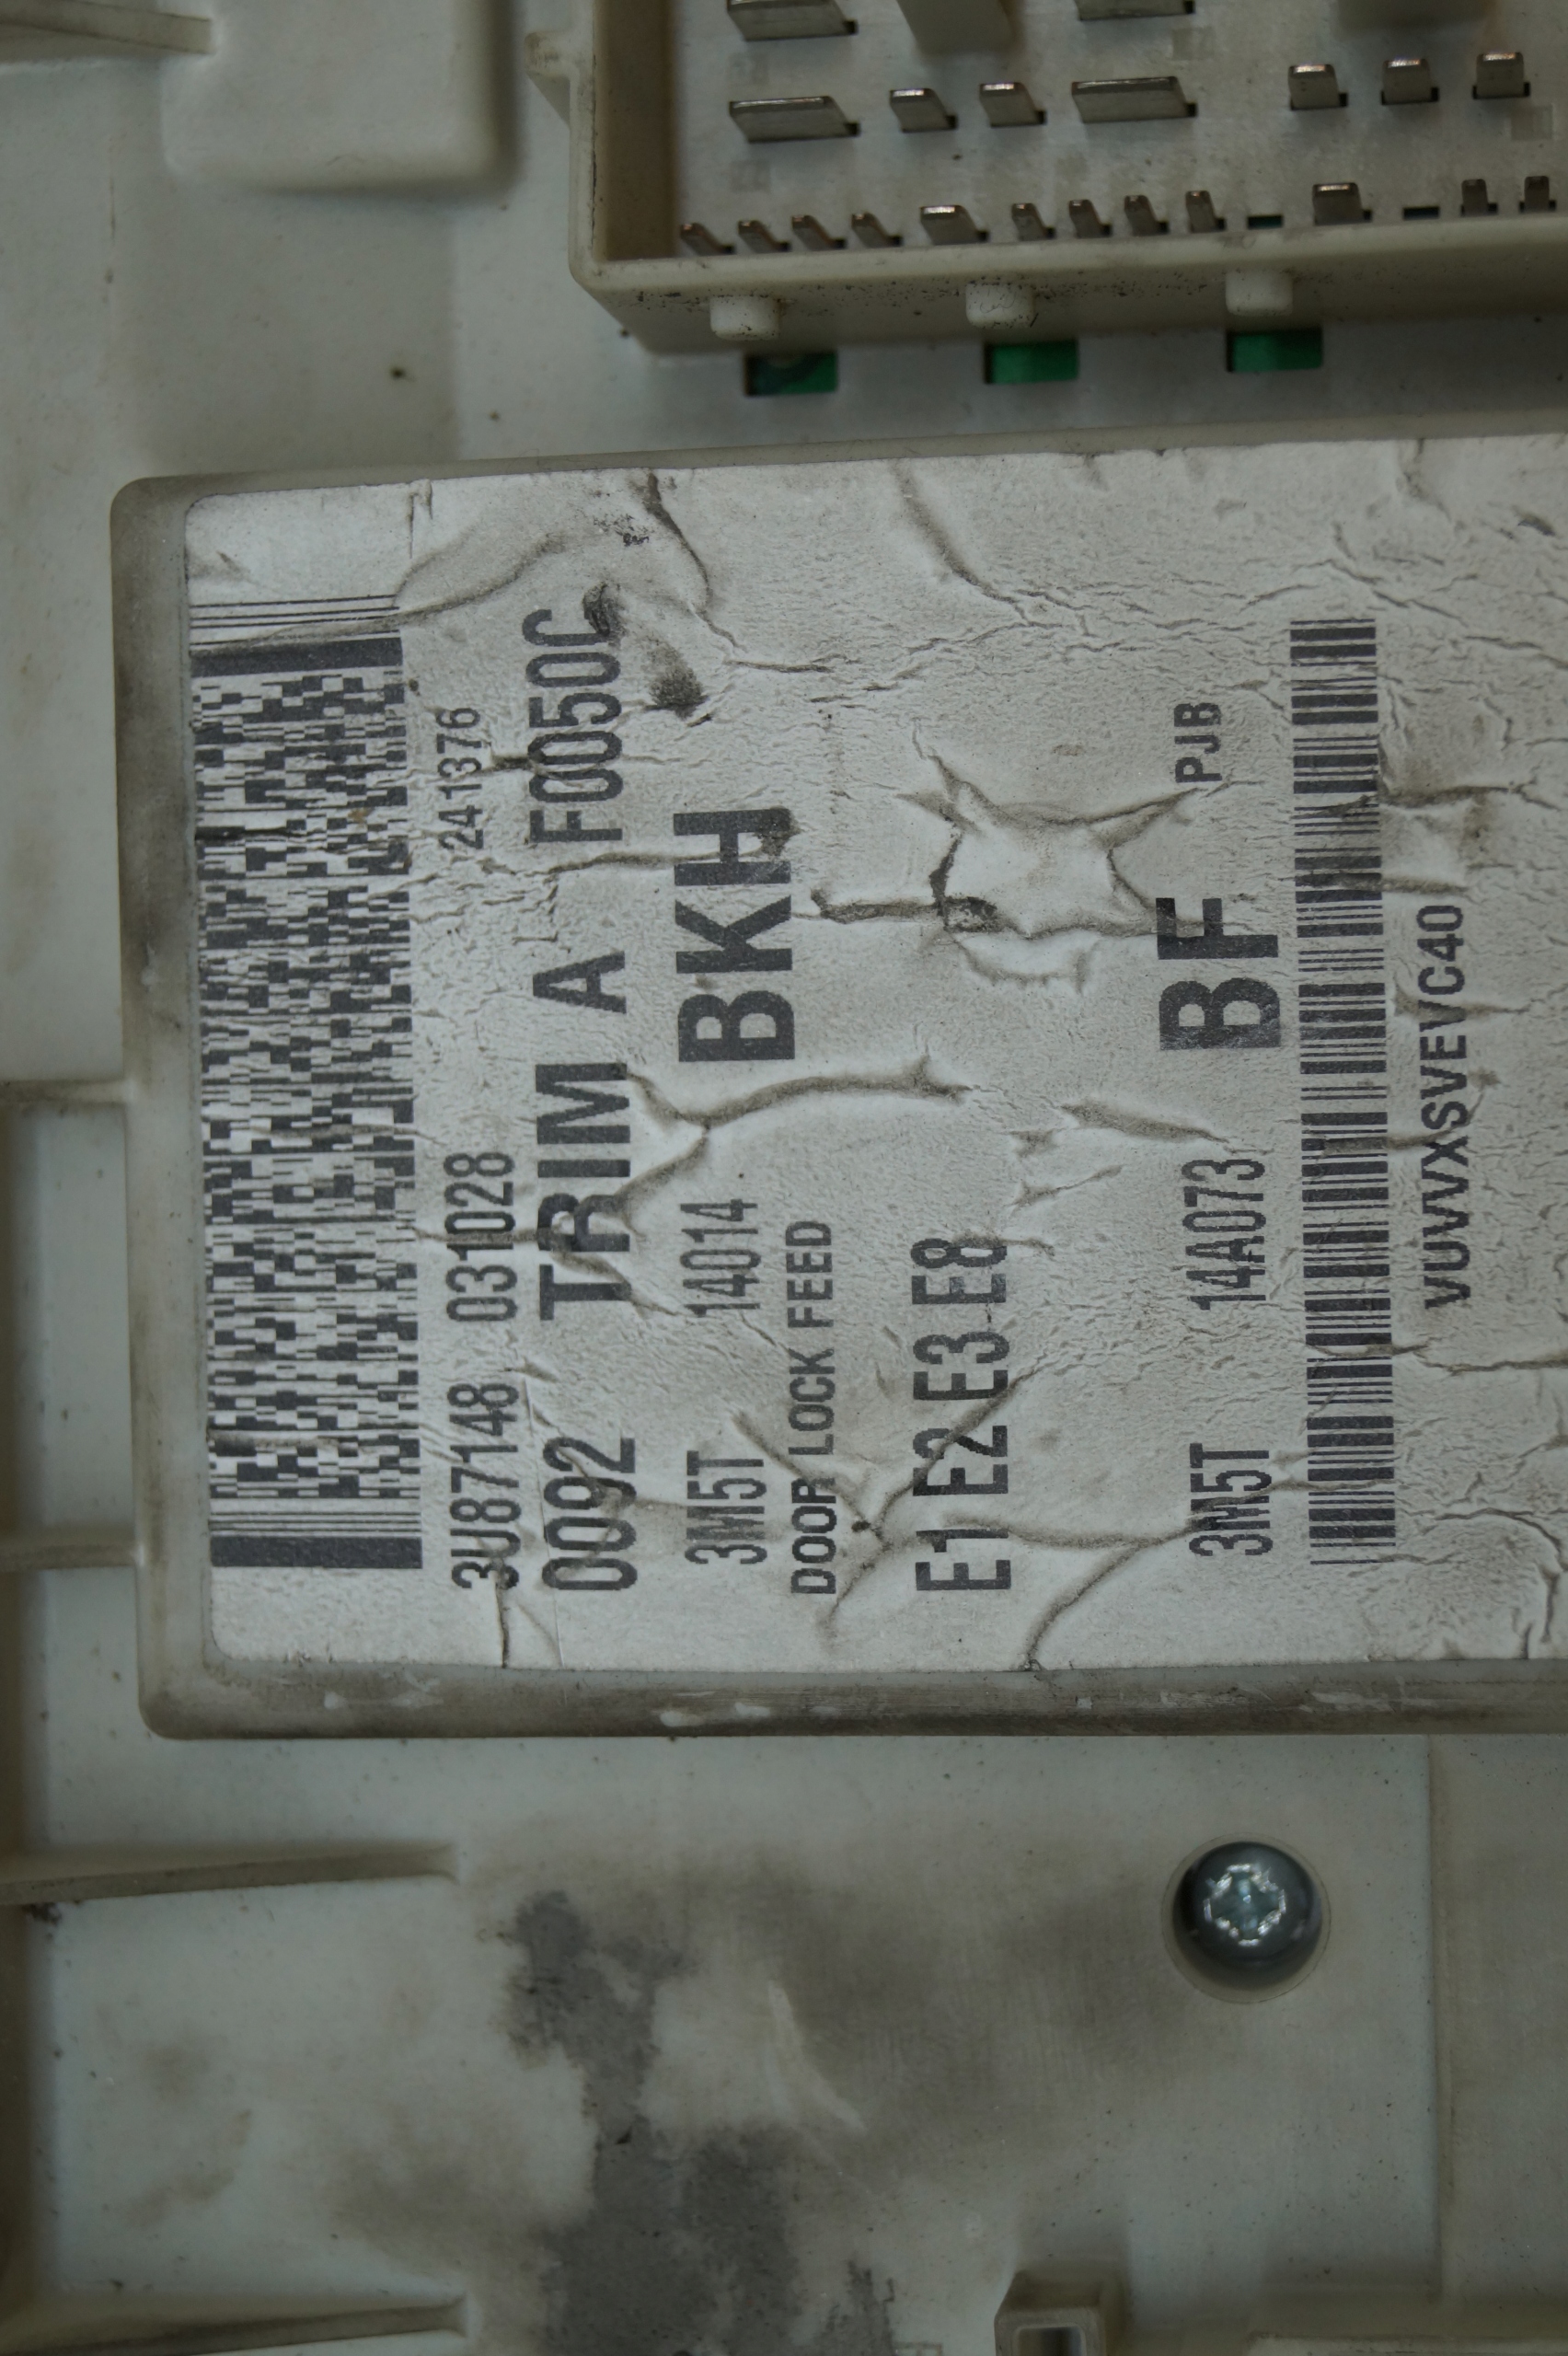 3U87148 031028 241376
0092 TRIM A F0050C
3M5T 14014 BKH
DOOR LOCK FEED
E1 E2 E3 E8
3M5T 14A073 BF PJB
VUVVXSVEVC40